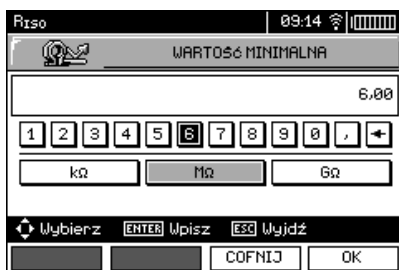 RISO 09:14
WARTOŚĆ MINIMALNA
6,00
1 2 3 4 5 6 7 8 9 0 ,
kΩ MΩ GΩ
Wybierz ENTER Wpisz ESC Wyjdź
COFNIJ OK